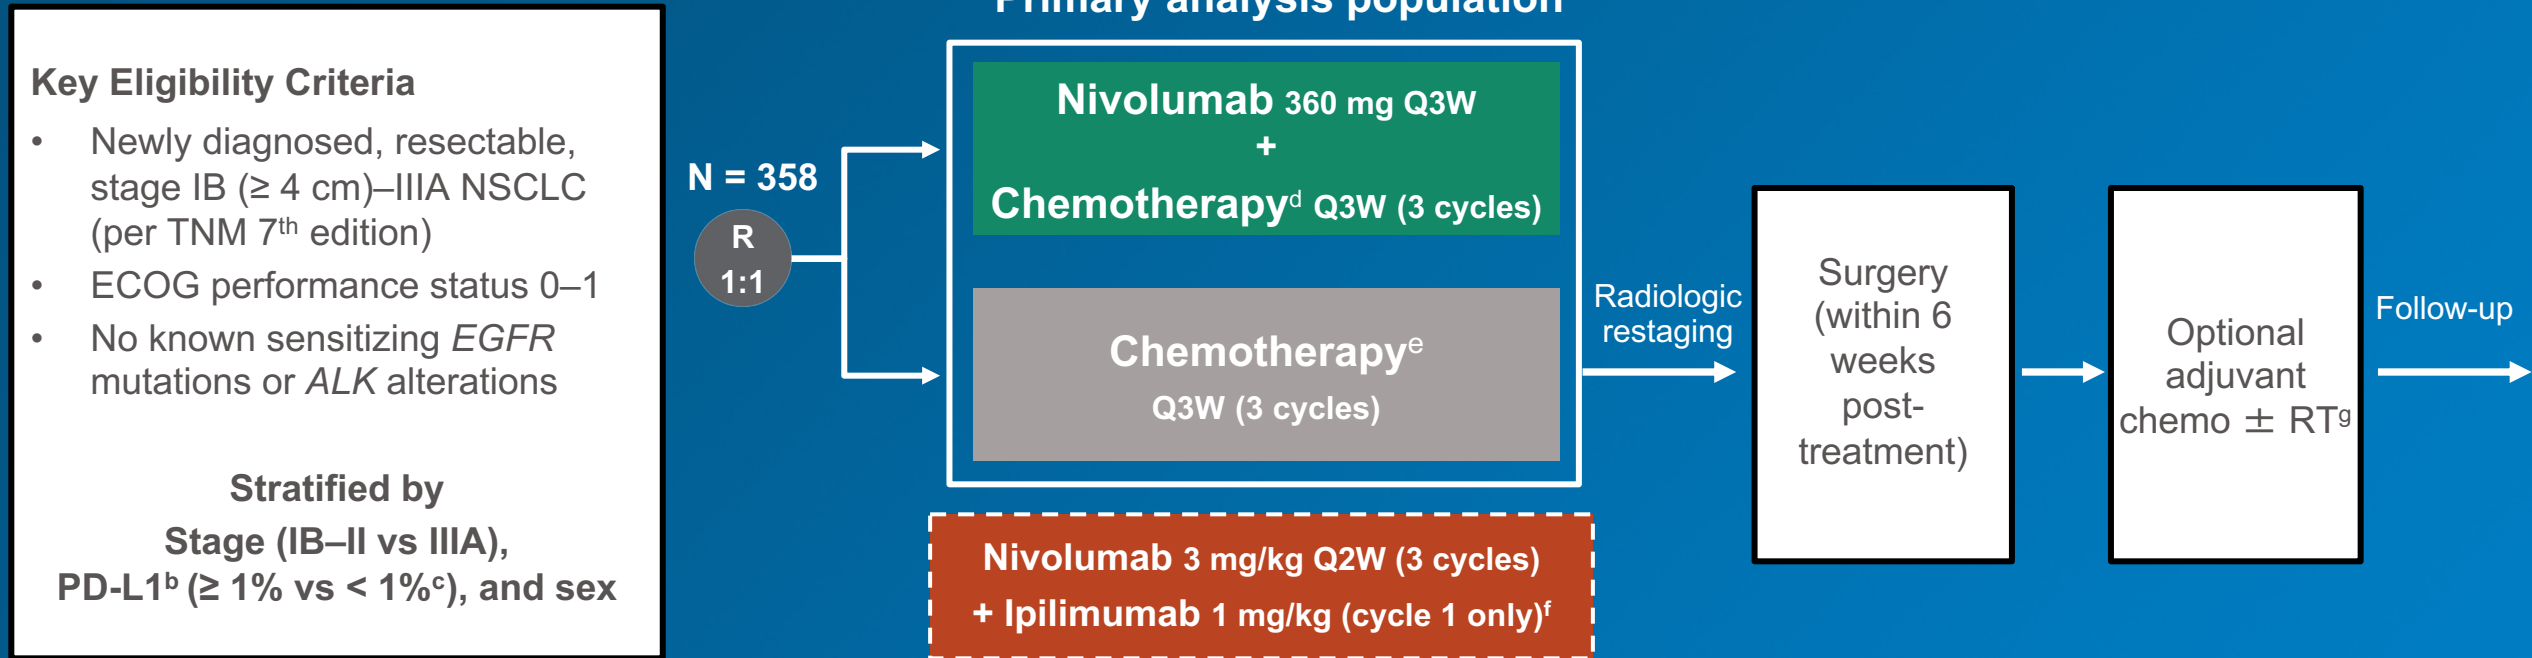 Primary analysis population
Key Eligibility Criteria
• Newly diagnosed, resectable,
stage IB (≥ 4 cm)–IIIA NSCLC
(per TNM 7th edition)
• ECOG performance status 0–1
• No known sensitizing EGFR
mutations or ALK alterations
Stratified by
Stage (IB–II vs IIIA),
PD-L1b (≥ 1% vs < 1%c), and sex
N = 358
R
1:1
Nivolumab 360 mg Q3W
+
Chemotherapyd Q3W (3 cycles)
Chemotherapye
Q3W (3 cycles)
Nivolumab 3 mg/kg Q2W (3 cycles)
+ Ipilimumab 1 mg/kg (cycle 1 only)f
Radiologic
restaging
Surgery
(within 6
weeks
post-
treatment)
Optional
adjuvant
chemo ± RTg
Follow-up